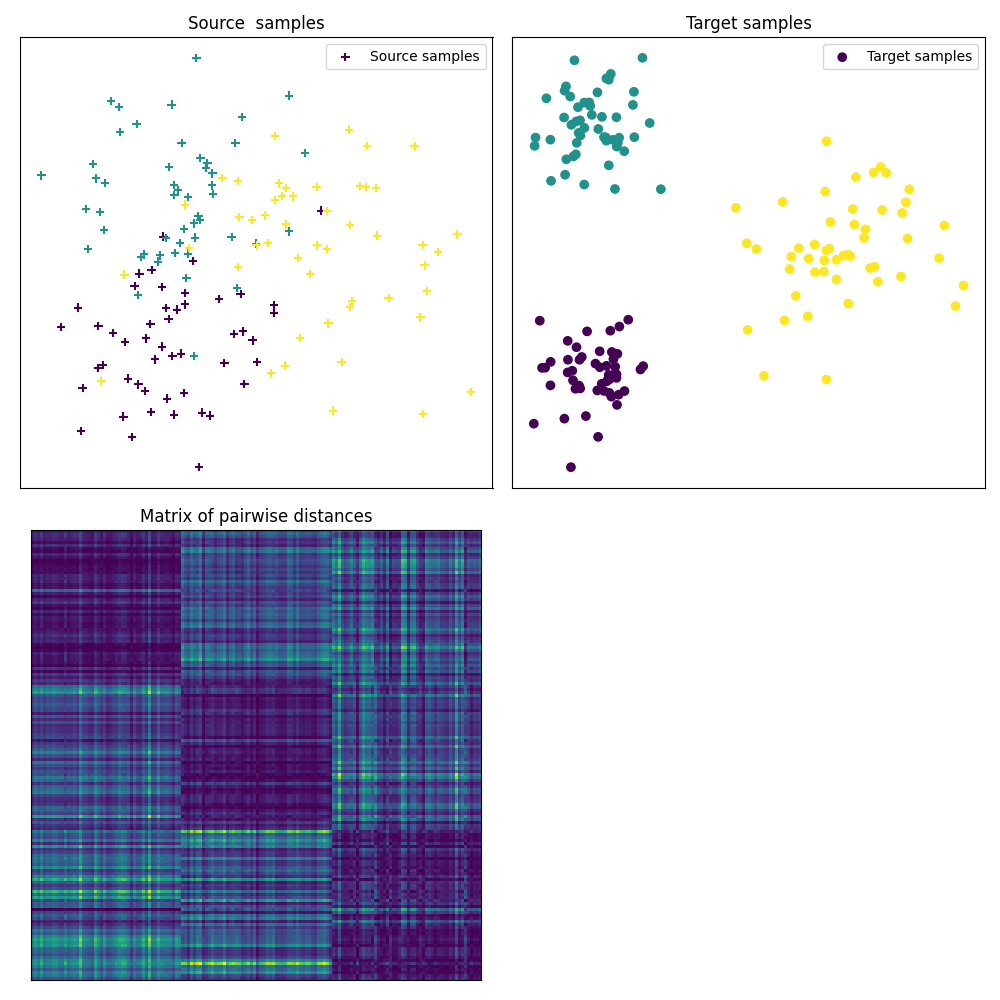 Source  samples
Source samples
Target samples
Target samples
Matrix of pairwise distances